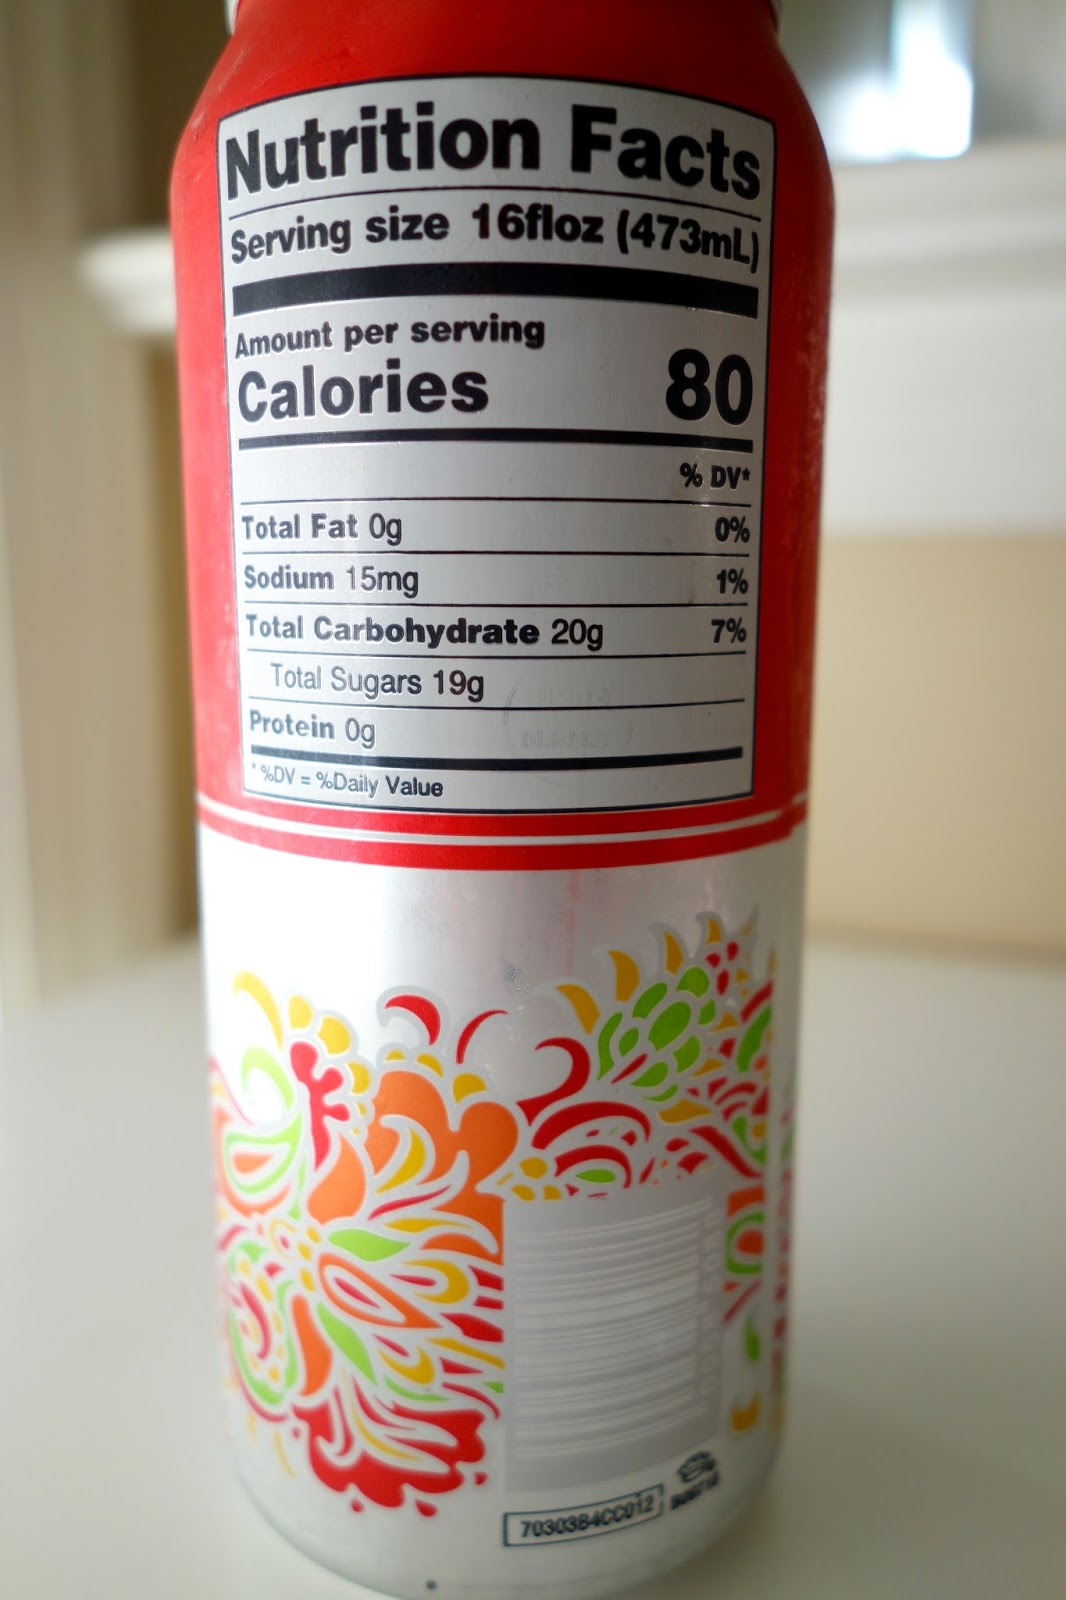 Nutrition Facts
Serving size 16floz (473mL)
Amount per serving
Calories 80
% DV*
Total Fat 0g 0%
Sodium 15mg 1%
Total Carbohydrate 20g 7%
Total Sugars 19g
Protein 0g
* %DV = %Daily Value
7030384CC012